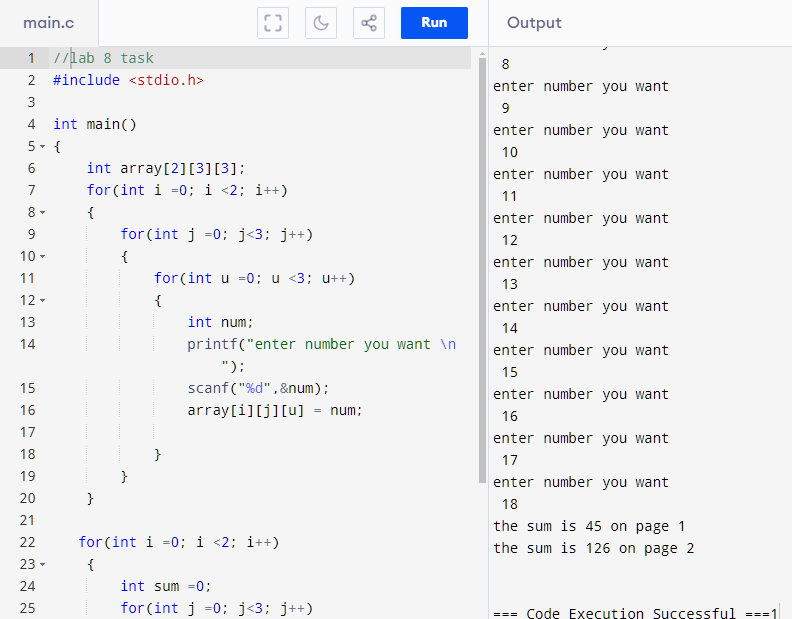 main.c
Run
Output
1 //lab 8 task
2 #include <stdio.h>
3
4 int main()
5 {
6 int array[2][3][3];
7 for(int i =0; i <2; i++)
8 {
9 for(int j =0; j<3; j++)
10 {
11 for(int u =0; u <3; u++)
12 {
13 int num;
14 printf("enter number you want \n
");
15 scanf("%d",&num);
16 array[i][j][u] = num;
17
18 }
19 }
20 }
21
22 for(int i =0; i <2; i++)
23 {
24 int sum =0;
25 for(int j =0; j<3; j++)
8
enter number you want
9
enter number you want
10
enter number you want
11
enter number you want
12
enter number you want
13
enter number you want
14
enter number you want
15
enter number you want
16
enter number you want
17
enter number you want
18
the sum is 45 on page 1
the sum is 126 on page 2
=== Code Execution Successful ===1